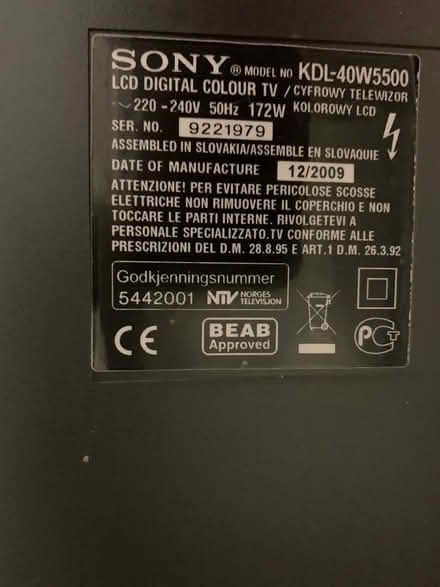 SONY ® MODEL NO KDL-40W5500
LCD DIGITAL COLOUR TV / CYFROWY TELEWIZOR
~ 220 - 240V 50Hz 172W KOLOROWY LCD
SER. NO. 9221979
ASSEMBLED IN SLOVAKIA/ASSEMBLE EN SLOVAQUIE
DATE OF MANUFACTURE 12/2009
ATTENZIONE! PER EVITARE PERICOLOSE SCOSSE
ELETTRICHE NON RIMUOVERE IL COPERCHIO E NON
TOCCARE LE PARTI INTERNE. RIVOLGETEVI A
PERSONALE SPECIALIZZATO.TV CONFORME ALLE
PRESCRIZIONI DEL D.M. 28.8.95 E ART.1 D.M. 26.3.92
Godkjenningsnummer
5442001 NTV NORGES
TELEVISJON
CE
BEAB
Approved
PCT